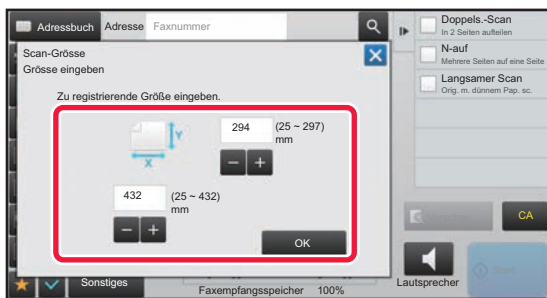 Adressbuch Adresse Faxnummer
Doppels.-Scan
In 2 Seiten aufteilen
N-auf
Mehrere Seiten auf eine Seite
Langsamer Scan
Orig. m. dünnem Pap. sc.
Scan-Grösse
Grösse eingeben
Zu registrierende Größe eingeben.
Y
X
294 (25 ~ 297)
mm
432 (25 ~ 432)
mm
OK
CA
Start
Sonstiges
Lautsprecher
Faxempfangsspeicher 100%